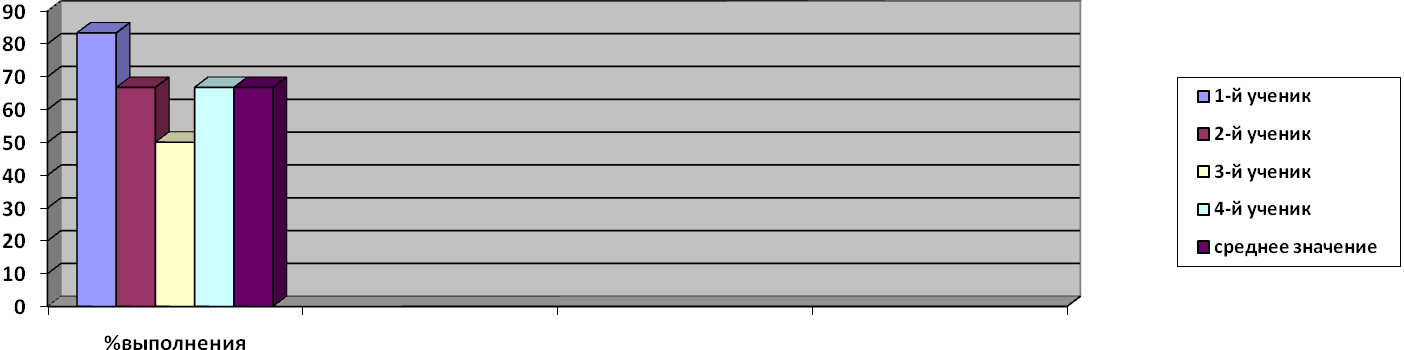 90
80
70
60
50
40
30
20
10
0
%выполнения
1-й ученик
2-й ученик
3-й ученик
4-й ученик
среднее значение